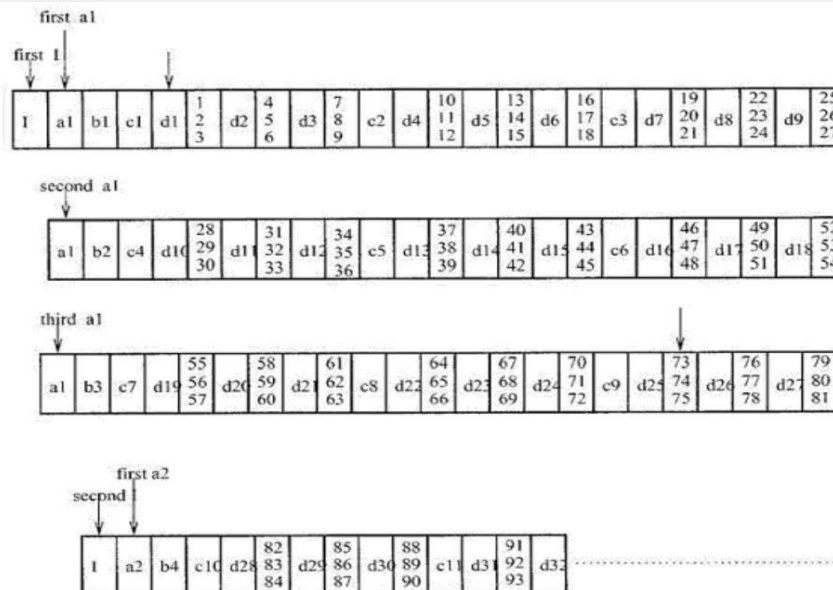 first a1
first I
1 4 7 10 13 16 19 22 25
I a1 b1 c1 d1 2 d2 5 d3 8 c2 d4 11 d5 14 d6 17 c3 d7 20 d8 23 d9 26
3 6 9 12 15 18 21 24 27
second a1
28 31 34 37 40 43 46 49 52
a1 b2 c4 d10 29 d11 32 d12 35 c5 d13 38 d14 41 d15 44 c6 d16 47 d17 50 d18 53
30 33 36 39 42 45 48 51 54
third a1
55 58 61 64 67 70 73 76 79
a1 b3 c7 d19 56 d20 59 d21 62 c8 d22 65 d23 68 d24 71 c9 d25 74 d26 77 d27 80
57 60 63 66 69 72 75 78 81
first a2
second I
82 85 88 91
I a2 b4 c10 d28 83 d29 86 d30 89 c11 d31 92 d32
84 87 90 93